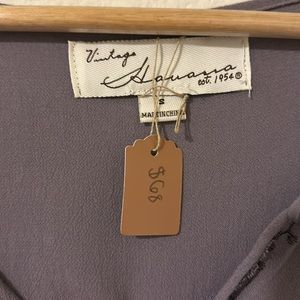 Vintage
Havana
est. 1954®
S
MADE IN CHINA
$68